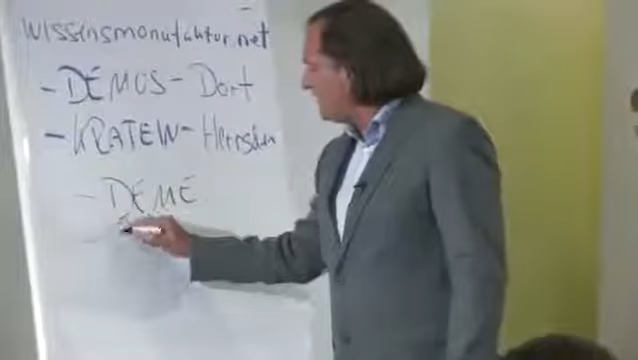 wissensmanufaktur.net
- DEMOS - Dorf
- KRATEIN - Herrschen
- DEME